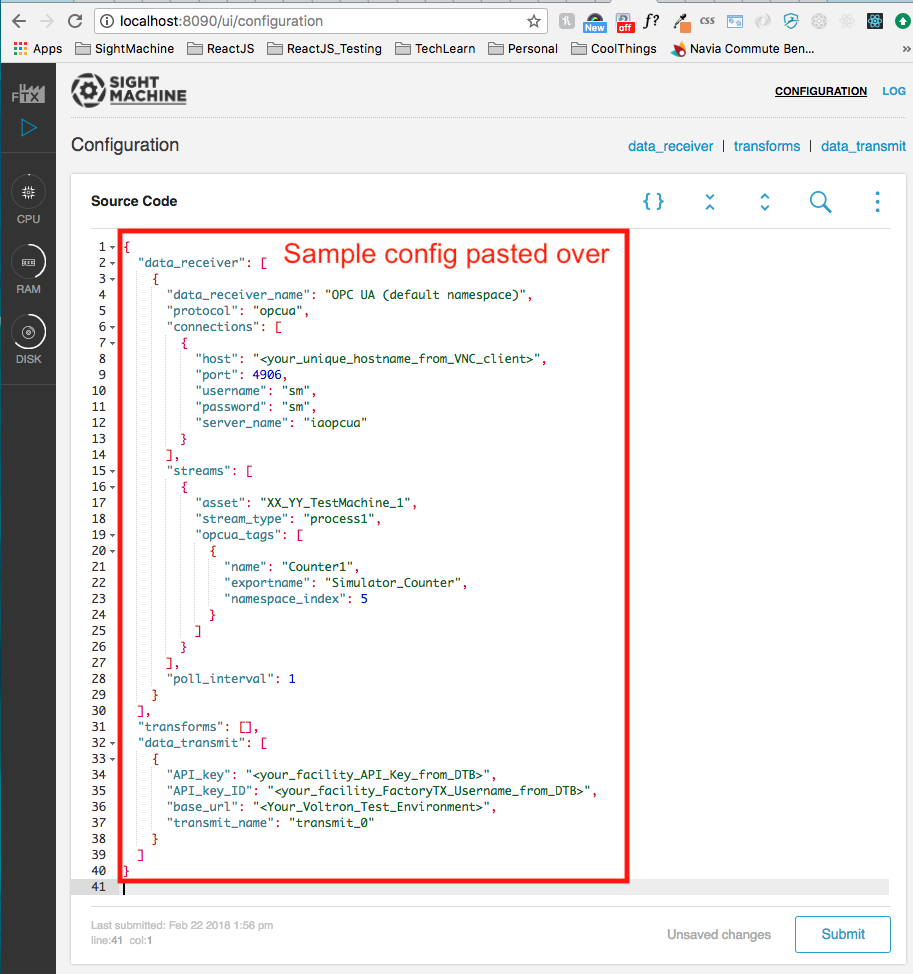 localhost:8090/ui/configuration
New
off
f?
css
Apps
SightMachine
ReactJS
ReactJS_Testing
TechLearn
Personal
CoolThings
Navia Commute Ben...
»
FTX
SIGHT
MACHINE
CONFIGURATION
LOG
Configuration
data_receiver | transforms | data_transmit
CPU
RAM
DISK
Source Code
{ }
Sample config pasted over
1 {
2 "data_receiver": [
3 {
4 "data_receiver_name": "OPC UA (default namespace)",
5 "protocol": "opcua",
6 "connections": [
7 {
8 "host": "<your_unique_hostname_from_VNC_client>",
9 "port": 4906,
10 "username": "sm",
11 "password": "sm",
12 "server_name": "iaopcua"
13 }
14 ],
15 "streams": [
16 {
17 "asset": "XX_YY_TestMachine_1",
18 "stream_type": "process1",
19 "opcua_tags": [
20 {
21 "name": "Counter1",
22 "exportname": "Simulator_Counter",
23 "namespace_index": 5
24 }
25 ]
26 }
27 ],
28 "poll_interval": 1
29 }
30 ],
31 "transforms": [],
32 "data_transmit": [
33 {
34 "API_key": "<your_facility_API_Key_from_DTB>",
35 "API_key_ID": "<your_facility_FactoryTX_Username_from_DTB>",
36 "base_url": "<Your_Voltron_Test_Environment>",
37 "transmit_name": "transmit_0"
38 }
39 ]
40 }
41
Last submitted: Feb 22 2018 1:56 pm
line:41 col:1
Unsaved changes
Submit